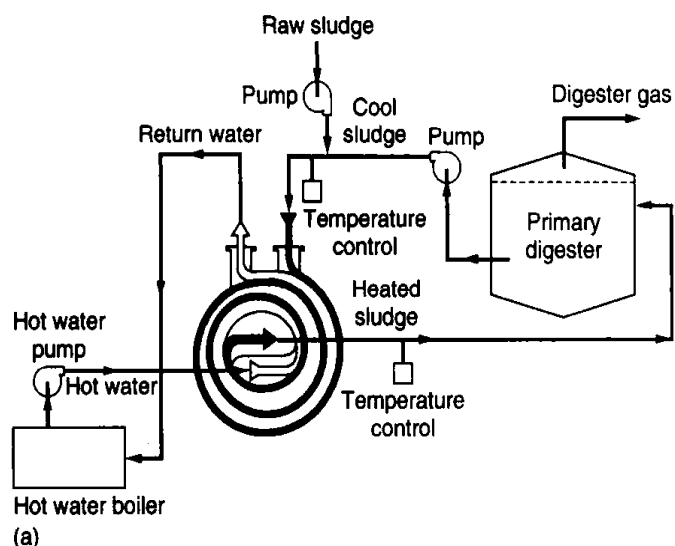 Raw sludge
Pump
Cool
sludge
Pump
Digester gas
Return water
Temperature
control
Primary
digester
Heated
sludge
Hot water
pump
Hot water
Temperature
control
Hot water boiler
(a)